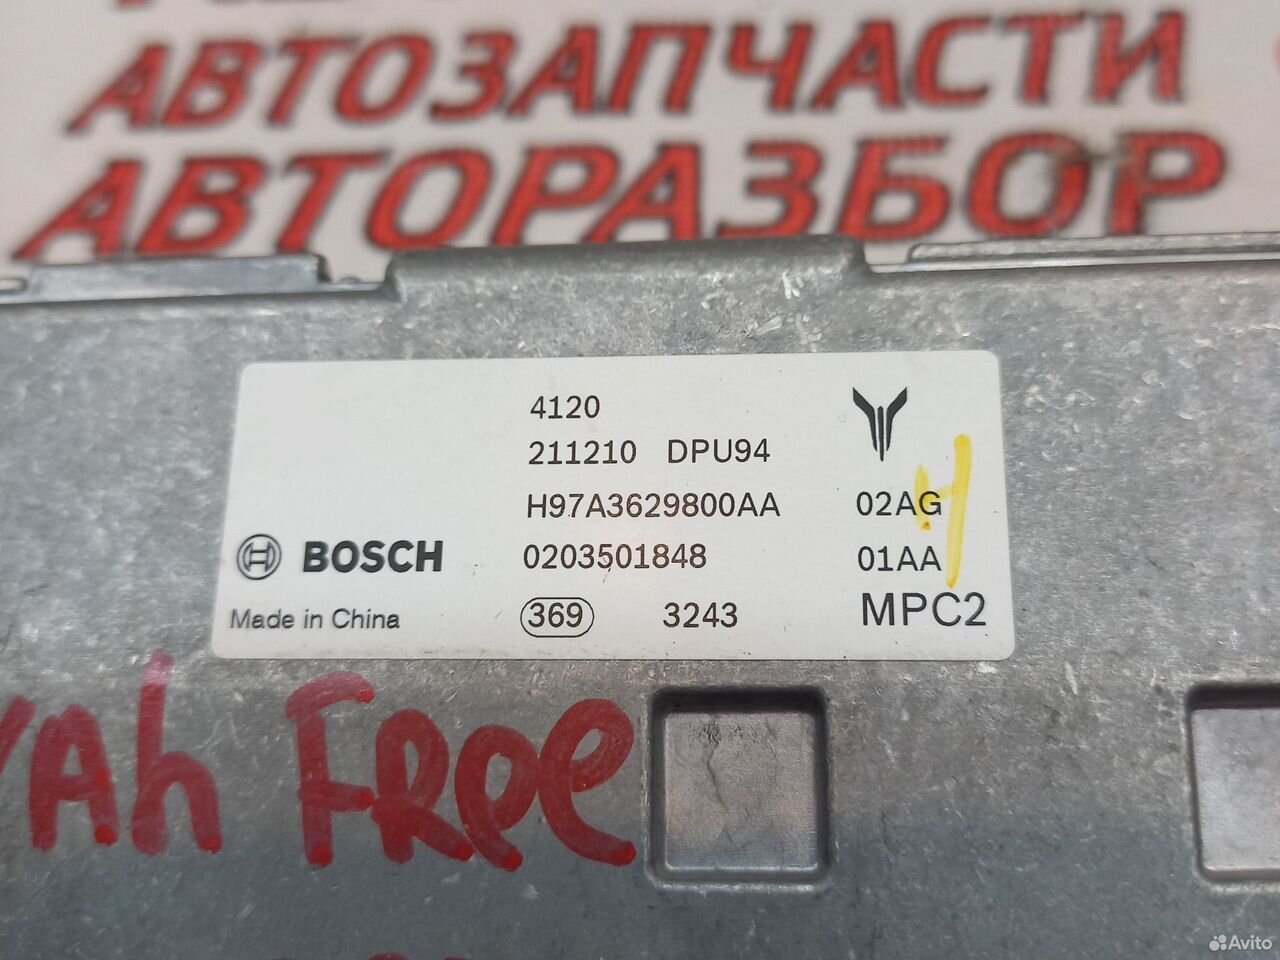 АВТОЗАПЧАСТИ
АВТОРАЗБОР
4120
211210 DPU94
H97A3629800AA 02AG
H
BOSCH 0203501848 01AA
Made in China 369 3243 MPC2
Free
Avito